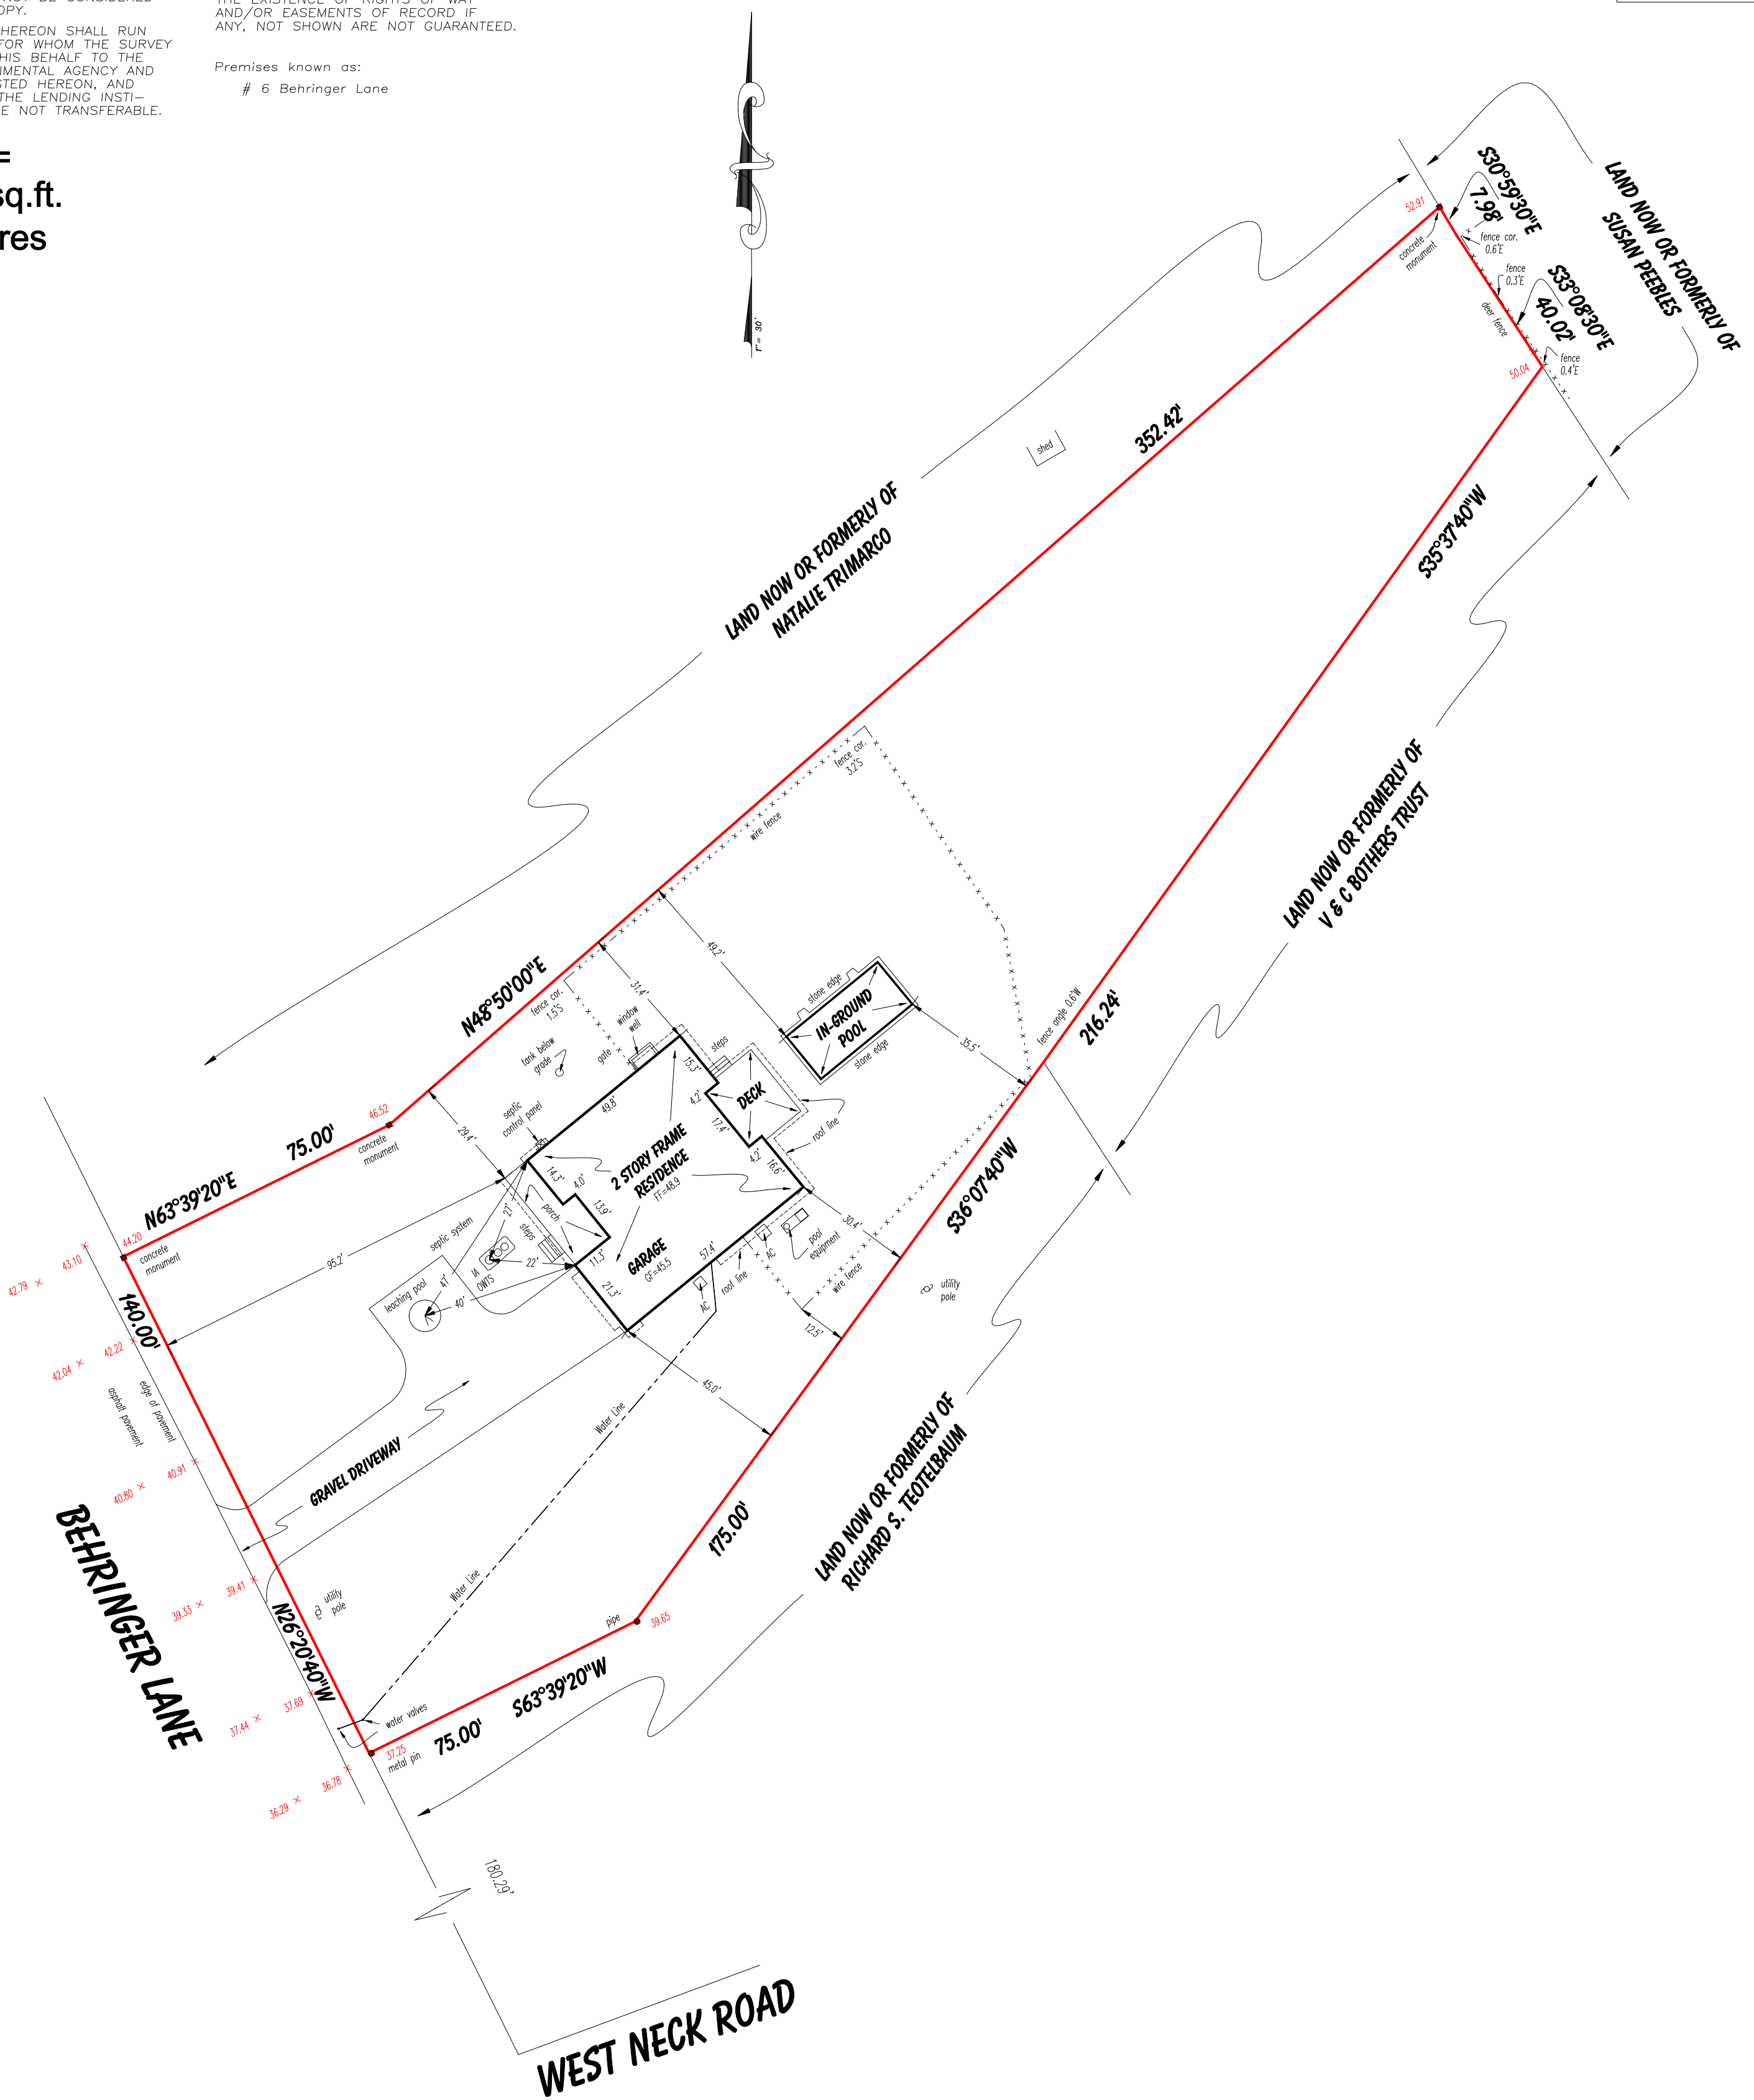 OPY.
HEREON SHALL RUN
FOR WHOM THE SURVEY
HIS BEHALF TO THE
NMENTAL AGENCY AND
STED HEREON, AND
THE LENDING INSTI-
E NOT TRANSFERABLE.
=
sq.ft.
res
THE EXISTENCE OF RIGHTS OF WAY
AND/OR EASEMENTS OF RECORD IF
ANY, NOT SHOWN ARE NOT GUARANTEED.
Premises known as:
# 6 Behringer Lane
1"= 30'
LAND NOW OR FORMERLY OF
SUSAN PEEBLES
S30°59'30"E
7.98'
52.91
concrete
monument
fence cor.
0.6'E
fence
0.3'E
S33°08'30"E
40.02'
deer fence
fence
0.4'E
50.04
352.42'
shed
LAND NOW OR FORMERLY OF
NATALIE TRIMARCO
S35°37'40"W
LAND NOW OR FORMERLY OF
V & C BOTHERS TRUST
fence cor.
3.2'S
wire fence
N48°50'00"E
49.2'
31.4'
fence cor.
1.5'S
window
well
gate
tank below
grade
steps
stone edge
IN-GROUND
POOL
stone edge
35.5'
fence angle 0.6'W
216.24'
46.52
concrete
monument
75.00'
N63°39'20"E
29.4'
septic
control panel
49.8'
15.3'
4.2'
DECK
17.4'
4.2'
16.6'
roof line
2 STORY FRAME
RESIDENCE
FF=48.9
14.3'
4.0'
13.9'
porch
27'
steps
septic system
IA
OWTS
22'
11.3'
GARAGE
GF=45.5
57.4'
21.3'
roof line
AC
AC
pool
equipment
30.4'
S36°07'40"W
wire fence
utility
pole
12.5'
45.0'
44.20
concrete
monument
43.10
42.79
95.2'
leaching pool
47'
40'
140.00'
42.22
42.04
edge of pavement
asphalt pavement
40.91
40.80
GRAVEL DRIVEWAY
Water Line
Water Line
175.00'
LAND NOW OR FORMERLY OF
RICHARD S. TEOTELBAUM
BEHRINGER LANE
39.41
39.33
utility
pole
N26°20'40"W
pipe
39.65
S63°39'20"W
75.00'
37.69
37.44
water valves
37.25
metal pin
36.78
36.29
180.29'
WEST NECK ROAD